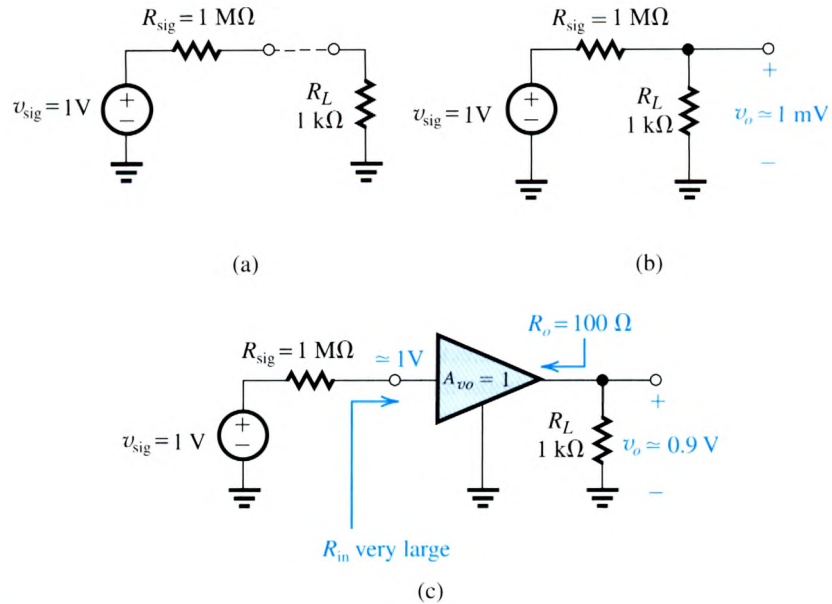 R_sig = 1 MΩ
v_sig = 1V
+
−
R_L
1 kΩ
(a)
R_sig = 1 MΩ
v_sig = 1V
+
−
R_L
1 kΩ
+
v_o ≃ 1 mV
−
(b)
R_sig = 1 MΩ
≃ 1V
A_vo = 1
R_o = 100 Ω
v_sig = 1 V
+
−
R_L
1 kΩ
+
v_o ≃ 0.9 V
−
R_in very large
(c)